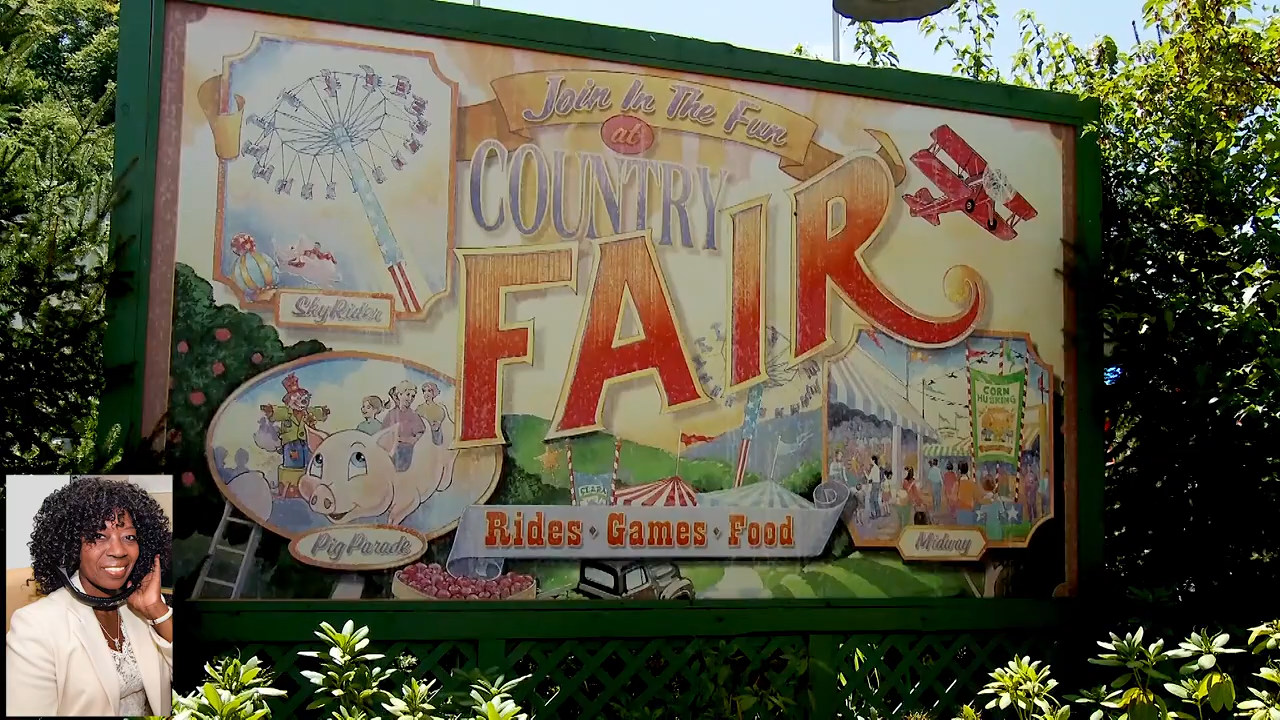 Join In The Fun
at
COUNTRY
FAIR
Sky Rider
CORN
HUSKING
Pig Parade
Rides · Games · Food
Midway